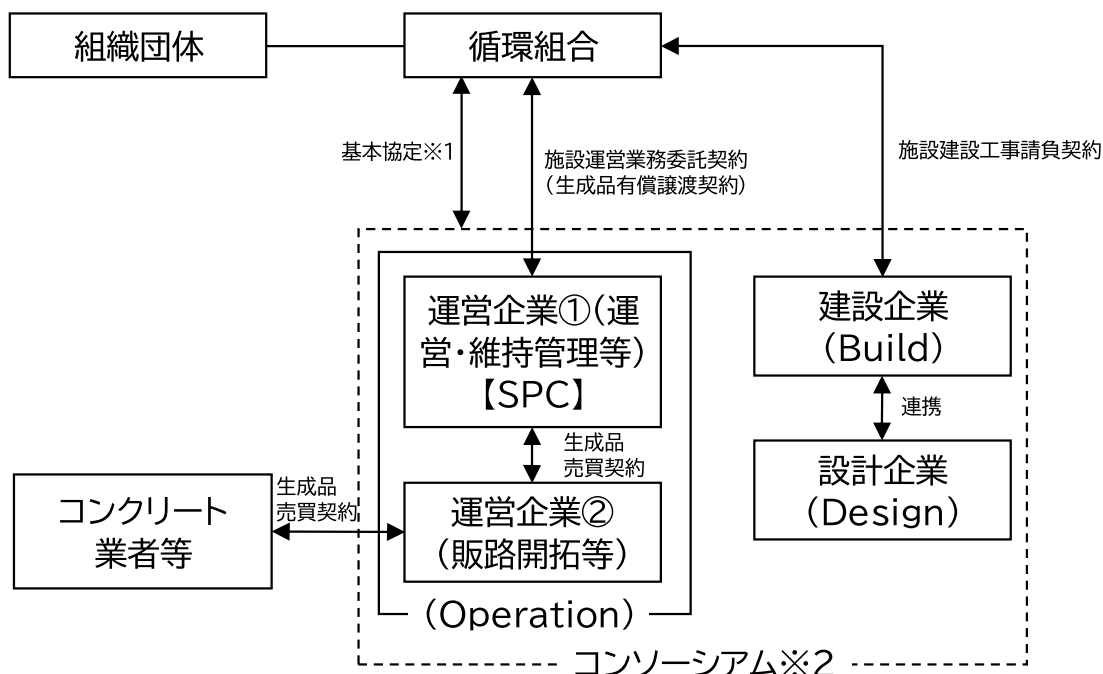 組織団体
循環組合
基本協定※1
施設運営業務委託契約
（生成品有償譲渡契約）
施設建設工事請負契約
運営企業①（運
営・維持管理等）
【SPC】
建設企業
（Build）
連携
生成品
売買契約
設計企業
（Design）
コンクリート
業者等
生成品
売買契約
運営企業②
（販路開拓等）
（Operation）
コンソーシアム※2